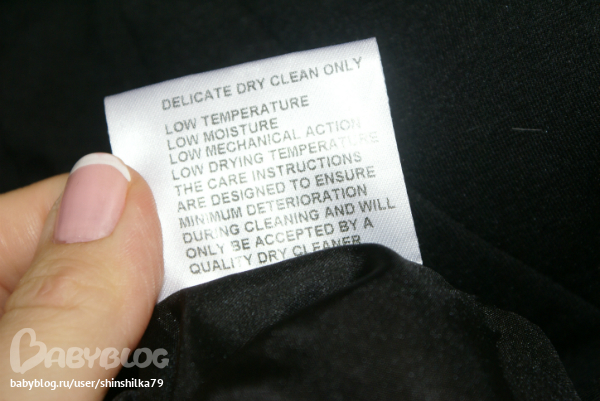 DELICATE DRY CLEAN ONLY
LOW TEMPERATURE
LOW MOISTURE
LOW MECHANICAL ACTION
LOW DRYING TEMPERATURE
THE CARE INSTRUCTIONS
ARE DESIGNED TO ENSURE
MINIMUM DETERIORATION
DURING CLEANING AND WILL
ONLY BE ACCEPTED BY A
QUALITY DRY CLEANER
BABYBLOG
babyblog.ru/user/shinshilka79